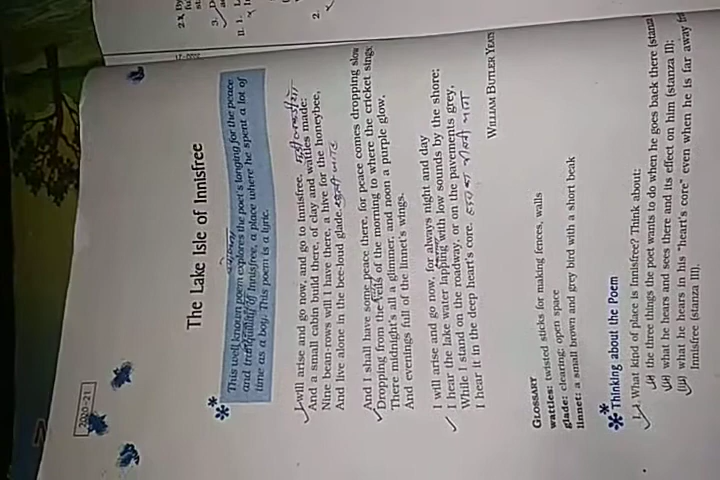 2020-21
The Lake Isle of Innisfree
This well known poem explores the poet's longing for the peace
and tranquillity of Innisfree, a place where he spent a lot of
time as a boy. This poem is a lyric.
I will arise and go now, and go to Innisfree,
And a small cabin build there, of clay and wattles made:
Nine bean-rows will I have there, a hive for the honeybee,
And live alone in the bee-loud glade.
And I shall have some peace there, for peace comes dropping slow
Dropping from the veils of the morning to where the cricket sings;
There midnight's all a glimmer, and noon a purple glow,
And evenings full of the linnet's wings.
I will arise and go now, for always night and day
I hear the lake water lapping with low sounds by the shore;
While I stand on the roadway, or on the pavements grey,
I hear it in the deep heart's core.
WILLIAM BUTLER YEATS
GLOSSARY
wattles: twisted sticks for making fences, walls
glade: clearing; open space
linnet: a small brown and grey bird with a short beak
Thinking about the Poem
What kind of place is Innisfree? Think about:
(i) the three things the poet wants to do when he goes back there (stanza
(ii) what he hears and sees there and its effect on him (stanza II);
(iii) what he hears in his "heart's core" even when he is far away
Innisfree (stanza III).